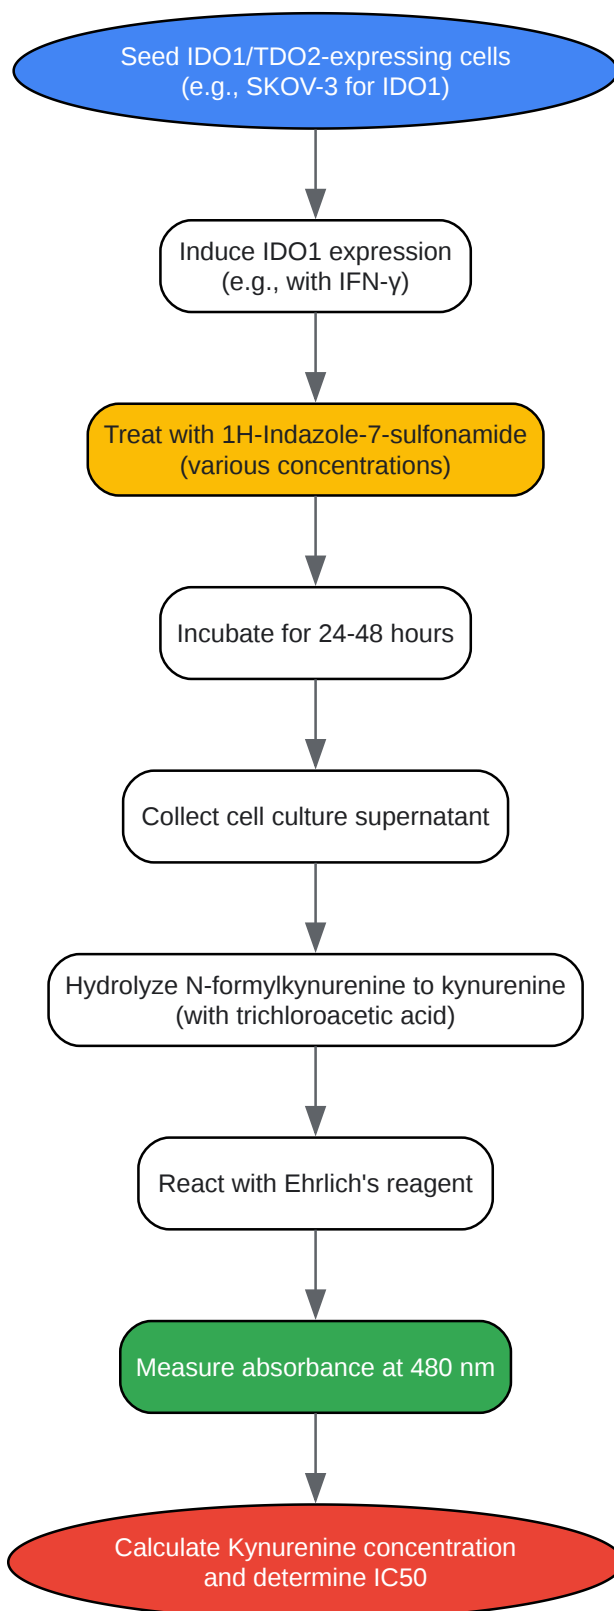 Seed IDO1/TDO2-expressing cells
(e.g., SKOV-3 for IDO1)
Induce IDO1 expression
(e.g., with IFN-γ)
Treat with 1H-Indazole-7-sulfonamide
(various concentrations)
Incubate for 24-48 hours
Collect cell culture supernatant
Hydrolyze N-formylkynurenine to kynurenine
(with trichloroacetic acid)
React with Ehrlich's reagent
Measure absorbance at 480 nm
Calculate Kynurenine concentration
and determine IC50